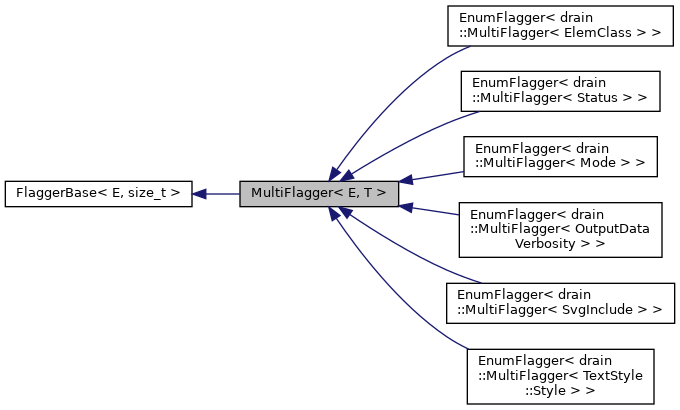 FlaggerBase< E, size_t >
MultiFlagger< E, T >
EnumFlagger< drain
::MultiFlagger< ElemClass > >
EnumFlagger< drain
::MultiFlagger< Status > >
EnumFlagger< drain
::MultiFlagger< Mode > >
EnumFlagger< drain
::MultiFlagger< OutputData
Verbosity > >
EnumFlagger< drain
::MultiFlagger< SvgInclude > >
EnumFlagger< drain
::MultiFlagger< TextStyle
::Style > >